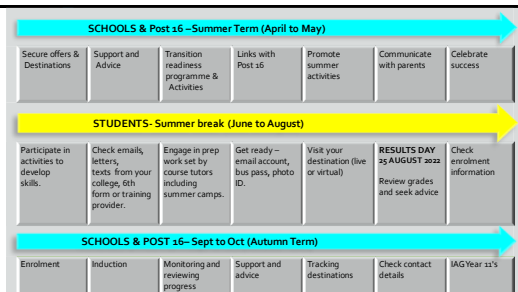 SCHOOLS & Post 16 –Summer Term (April to May)
Secure offers &
Destinations
Support and
Advice
Transition
readiness
programme &
Activities
Links with
Post 16
Promote
summer
activities
Communicate
with parents
Celebrate
success
STUDENTS- Summer break (June to August)
Participate in
activities to
develop
skills.
Check emails,
letters,
texts from your
college, 6th
form or training
provider.
Engage in prep
work set by
course tutors
including
summer camps.
Get ready –
email account,
bus pass, photo
ID.
Visit your
destination (live
or virtual)
RESULTS DAY
25 AUGUST 2022
Review grades
and seek advice
Check
enrolment
information
SCHOOLS & POST 16– Sept to Oct (Autumn Term)
Enrolment
Induction
Monitoring and
reviewing
progress
Support and
advice
Tracking
destinations
Check contact
details
IAG Year 11's